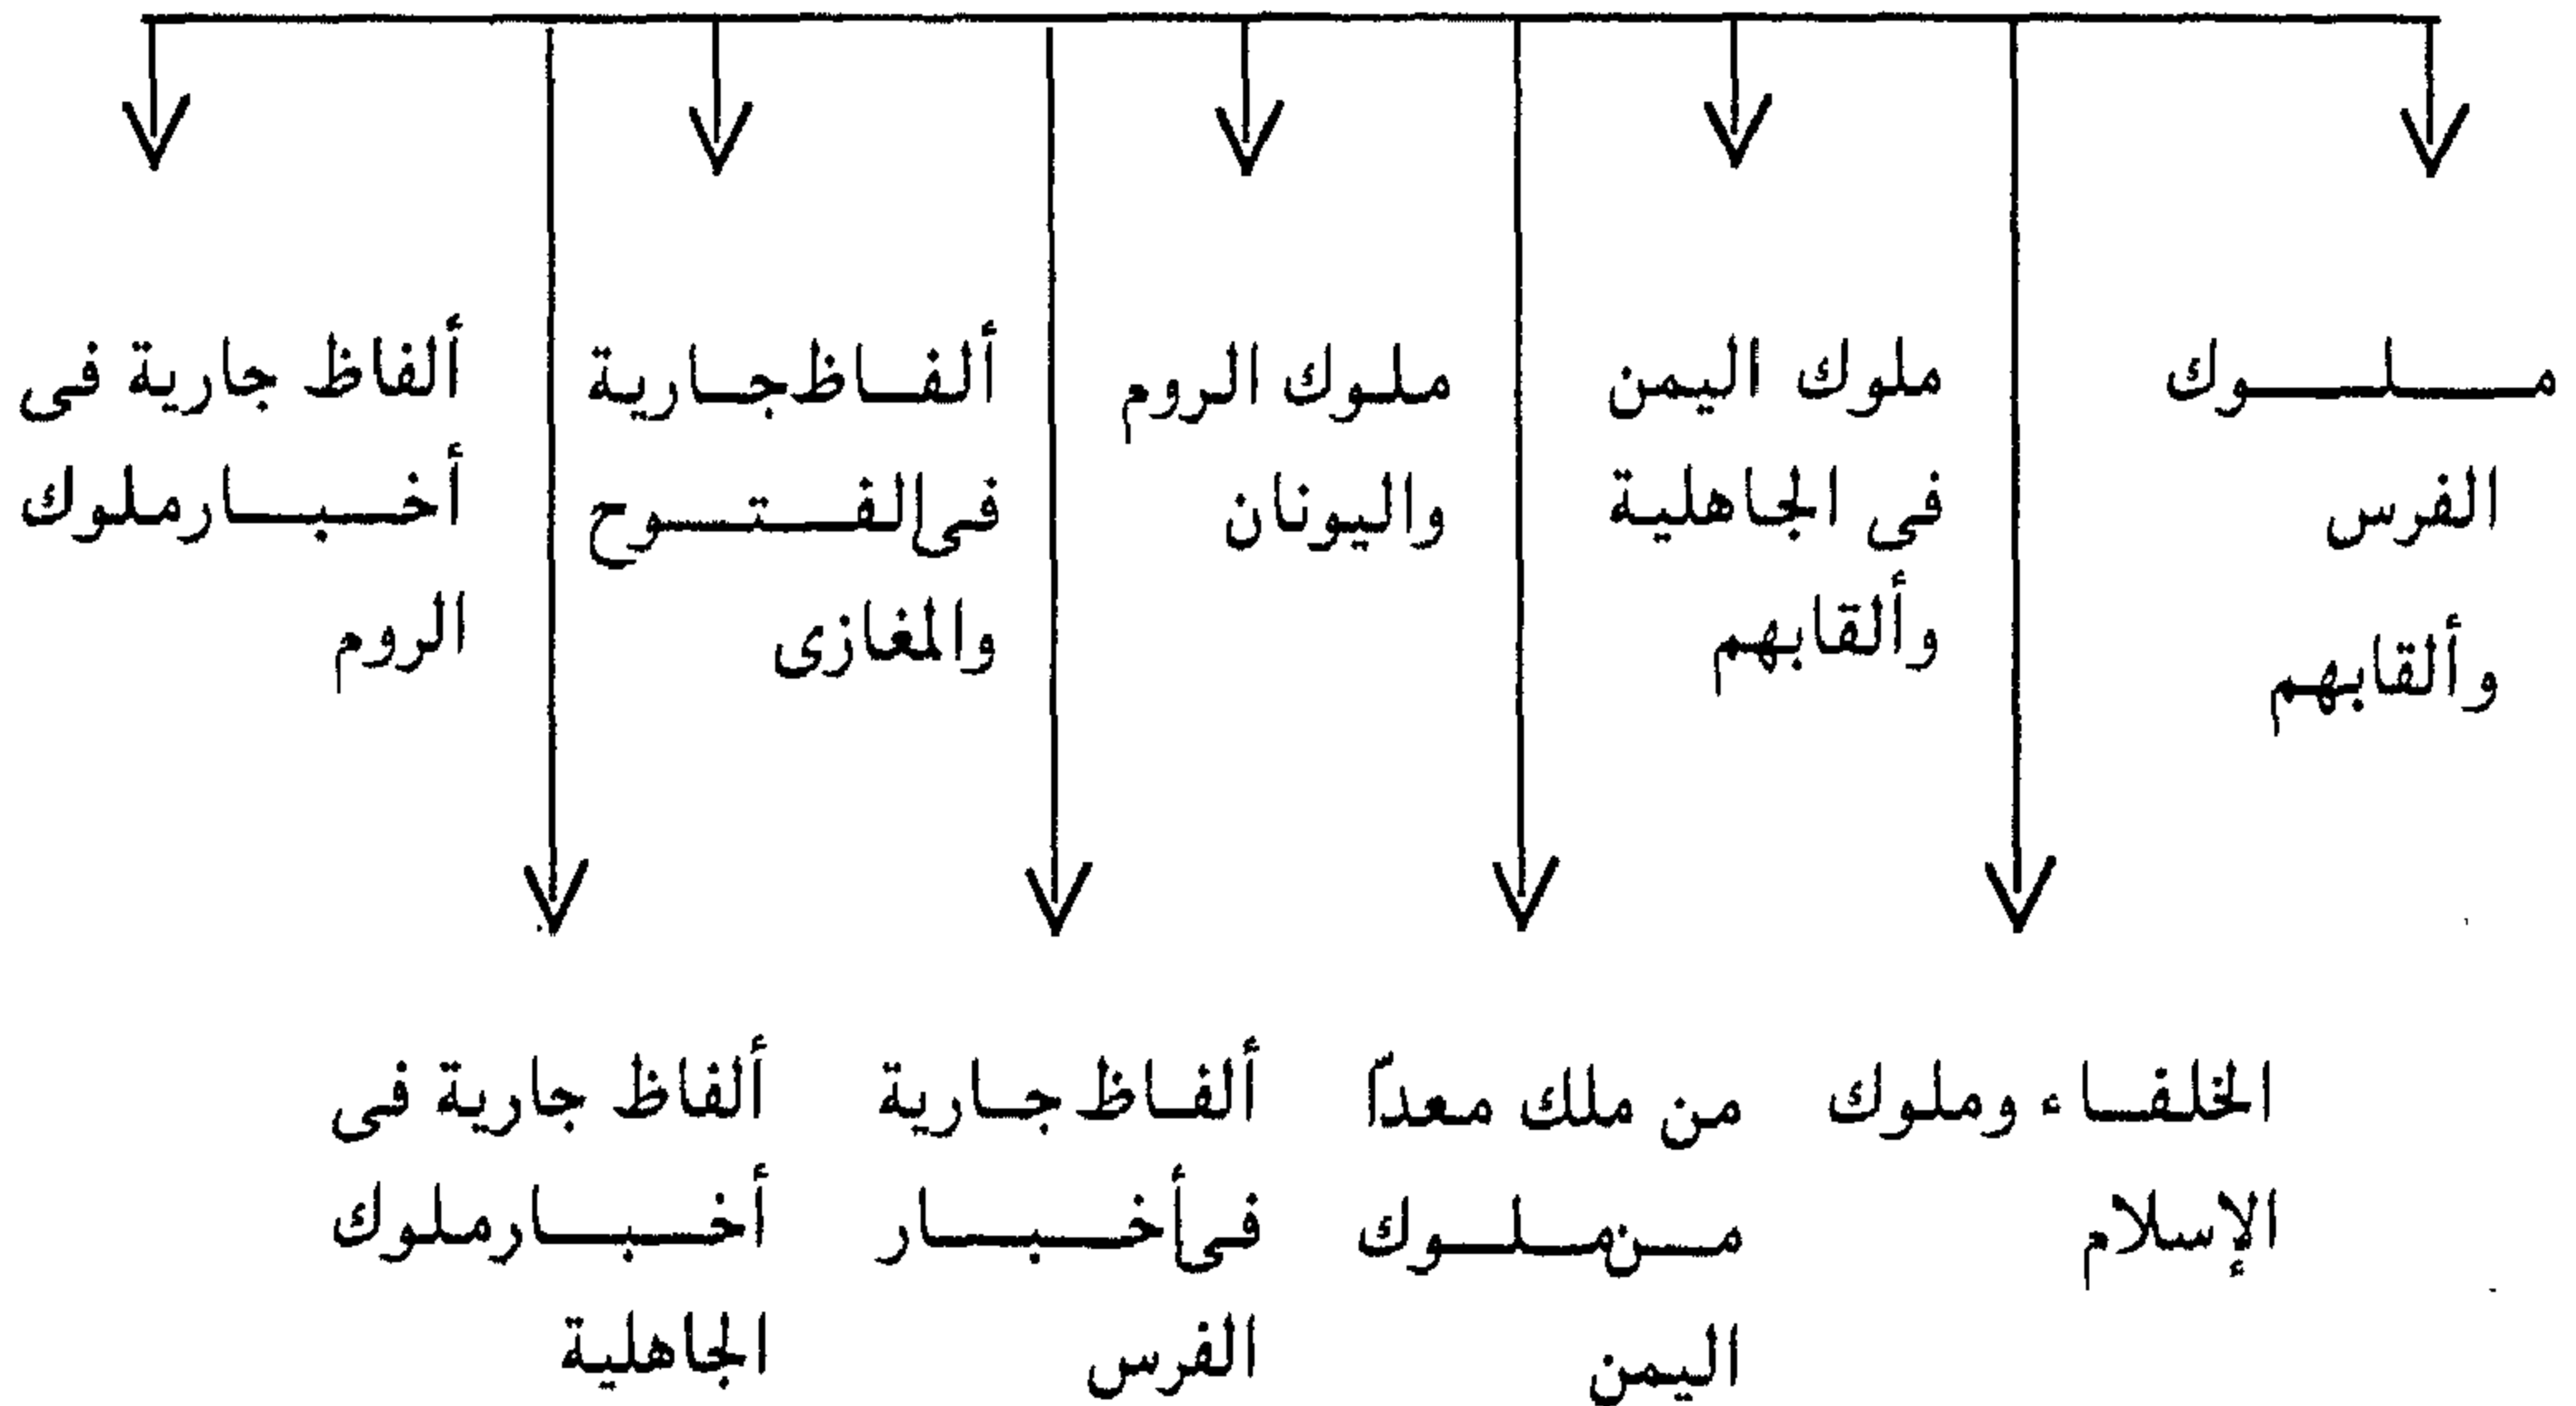 ملوك
الفرس
وألقابهم
ملوك اليمن
فى الجاهلية
وألقابهم
ملوك الروم
واليونان
ألفاظ جارية
فى الفتوح
والمغازى
ألفاظ جارية فى
أخبار ملوك
الروم
الخلفاء وملوك
الإسلام
من ملك معدّا
من ملوك
اليمن
ألفاظ جارية
فى أخبار
الفرس
ألفاظ جارية فى
أخبار ملوك
الجاهلية